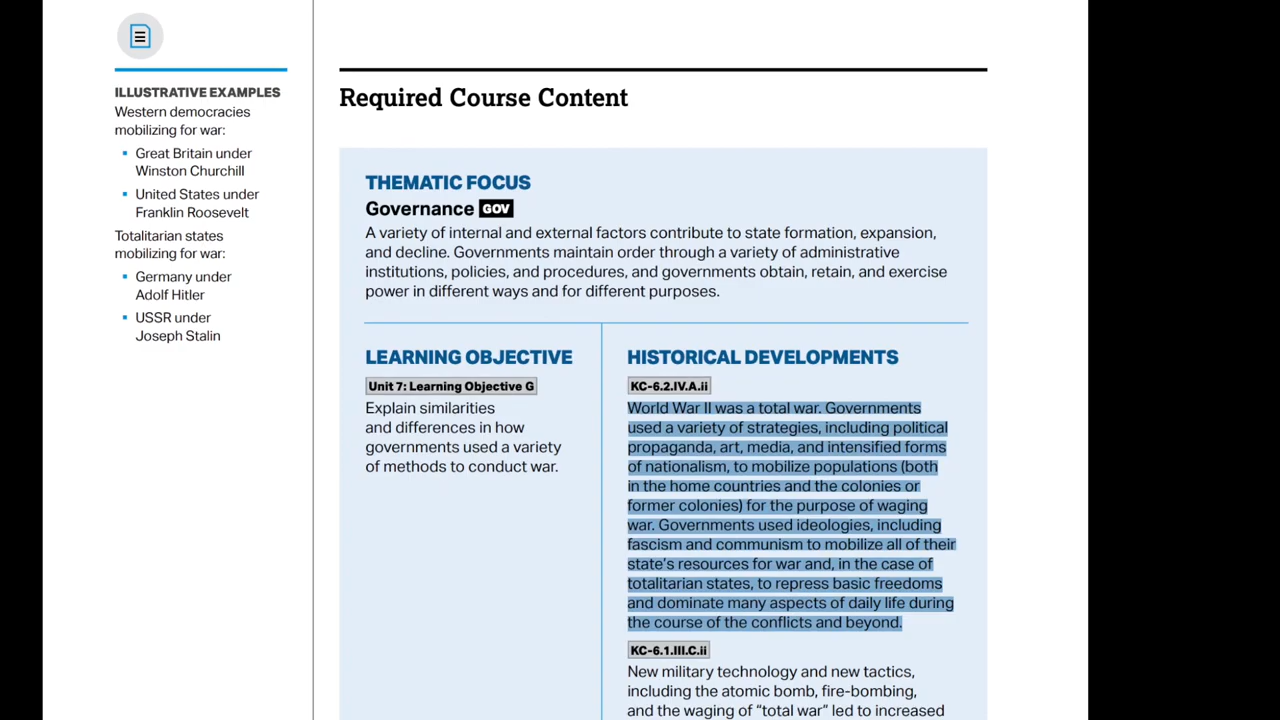 ILLUSTRATIVE EXAMPLES
Western democracies
mobilizing for war:
▪ Great Britain under
Winston Churchill
▪ United States under
Franklin Roosevelt
Totalitarian states
mobilizing for war:
▪ Germany under
Adolf Hitler
▪ USSR under
Joseph Stalin
Required Course Content
THEMATIC FOCUS
Governance GOV
A variety of internal and external factors contribute to state formation, expansion,
and decline. Governments maintain order through a variety of administrative
institutions, policies, and procedures, and governments obtain, retain, and exercise
power in different ways and for different purposes.
LEARNING OBJECTIVE
Unit 7: Learning Objective G
Explain similarities
and differences in how
governments used a variety
of methods to conduct war.
HISTORICAL DEVELOPMENTS
KC-6.2.IV.A.ii
World War II was a total war. Governments
used a variety of strategies, including political
propaganda, art, media, and intensified forms
of nationalism, to mobilize populations (both
in the home countries and the colonies or
former colonies) for the purpose of waging
war. Governments used ideologies, including
fascism and communism to mobilize all of their
state's resources for war and, in the case of
totalitarian states, to repress basic freedoms
and dominate many aspects of daily life during
the course of the conflicts and beyond.
KC-6.1.III.C.ii
New military technology and new tactics,
including the atomic bomb, fire-bombing,
and the waging of “total war” led to increased